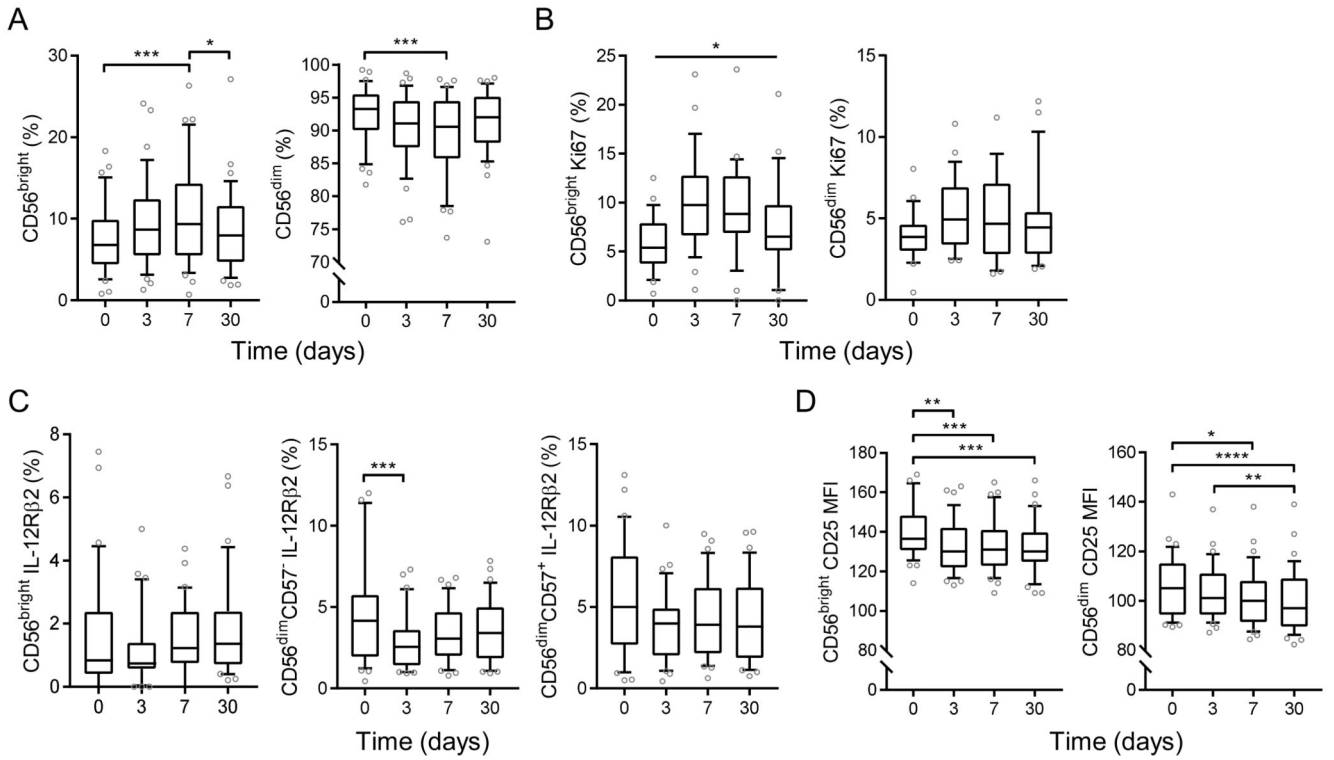 A
CD56bright (%)
30
20
10
0
*** *
0 3 7 30
CD56dim (%)
100
95
90
85
80
75
70
0
***
0 3 7 30
Time (days)
B
CD56bright Ki67 (%)
25
20
15
10
5
0
*
0 3 7 30
CD56dim Ki67 (%)
15
10
5
0
0 3 7 30
Time (days)
C
CD56bright IL-12Rβ2 (%)
8
6
4
2
0
0 3 7 30
CD56dimCD57- IL-12Rβ2 (%)
15
10
5
0
***
0 3 7 30
CD56dimCD57+ IL-12Rβ2 (%)
15
10
5
0
0 3 7 30
Time (days)
D
CD56bright CD25 MFI
180
160
140
120
100
80
0
**
***
***
0 3 7 30
CD56dim CD25 MFI
160
140
120
100
80
0
*
****
**
0 3 7 30
Time (days)